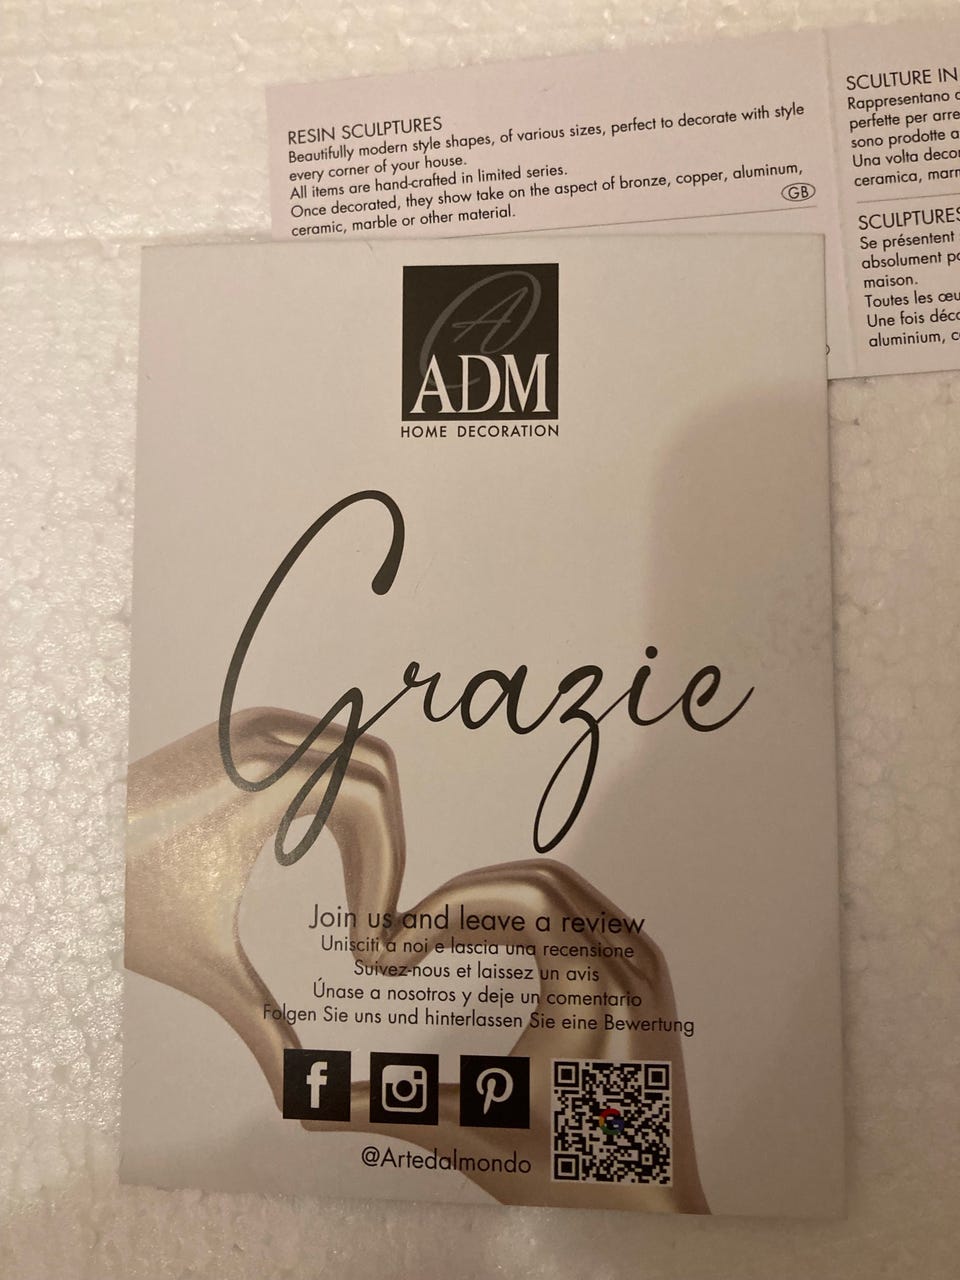 RESIN SCULPTURES
Beautifully modern style shapes, of various sizes, perfect to decorate with style
every corner of your house.
All items are hand-crafted in limited series.
Once decorated, they show take on the aspect of bronze, copper, aluminum,
ceramic, marble or other material.
GB
SCULTURE IN
Rappresentano
perfette per
sono prodotte
Una volta
ceramica,
SCULPTURES
Se présentent
absolument
maison.
Toutes les
Une fois
aluminium,
A
ADM
HOME DECORATION
Grazie
Join us and leave a review
Unisciti a noi e lascia una recensione
Suivez-nous et laissez un avis
Únase a nosotros y deje un comentario
Folgen Sie uns und hinterlassen Sie eine Bewertung
@Artedalmondo